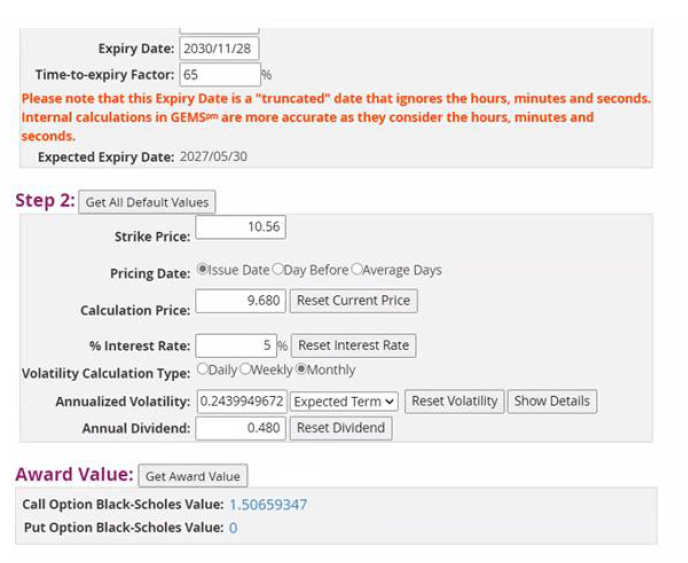 Expiry Date: 2030/11/28
Time-to-expiry Factor: 65 %
Please note that this Expiry Date is a "truncated" date that ignores the hours, minutes and seconds.
Internal calculations in GEMSpm are more accurate as they consider the hours, minutes and
seconds.
Expected Expiry Date: 2027/05/30
Step 2: Get All Default Values
Strike Price: 10.56
Pricing Date: Issue Date Day Before Average Days
Calculation Price: 9.680 Reset Current Price
% Interest Rate: 5 % Reset Interest Rate
Volatility Calculation Type: Daily Weekly Monthly
Annualized Volatility: 0.2439949672 Expected Term Reset Volatility Show Details
Annual Dividend: 0.480 Reset Dividend
Award Value: Get Award Value
Call Option Black-Scholes Value: 1.50659347
Put Option Black-Scholes Value: 0